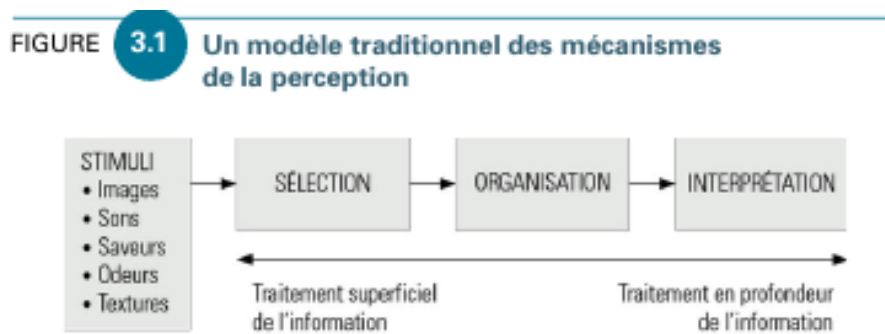 FIGURE 3.1 Un modèle traditionnel des mécanismes
de la perception
STIMULI
• Images
• Sons
• Saveurs
• Odeurs
• Textures
SÉLECTION
ORGANISATION
INTERPRÉTATION
Traitement superficiel
de l'information
Traitement en profondeur
de l'information